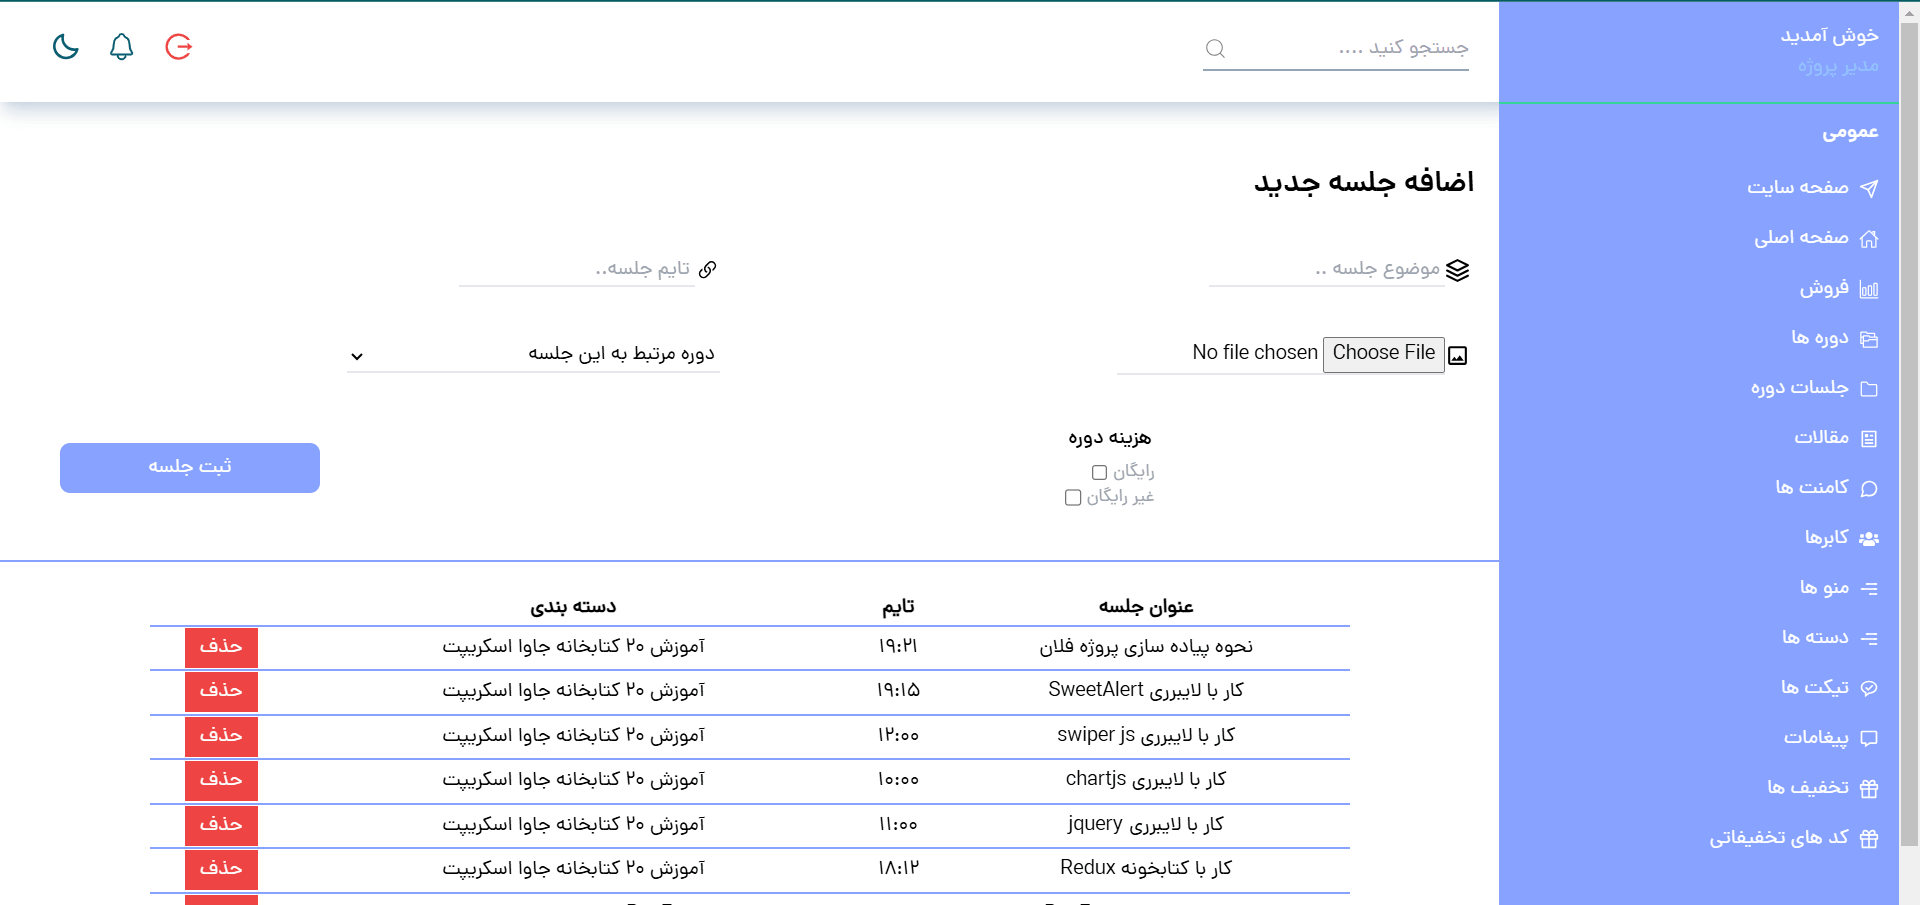 خوش آمدید
مدیر پروژه
جستجو کنید ....
عمومی
صفحه سایت
صفحه اصلی
فروش
دوره ها
جلسات دوره
مقالات
کامنت ها
کابرها
منو ها
دسته ها
تیکت ها
پیغامات
تخفیف ها
کد های تخفیفاتی
اضافه جلسه جدید
موضوع جلسه ..
تایم جلسه..
Choose File No file chosen
دوره مرتبط به این جلسه
هزینه دوره
رایگان
غیر رایگان
ثبت جلسه
عنوان جلسه تایم دسته بندی
نحوه پیاده سازی پروژه فلان ۱۹:۲۱ آموزش ۲۰ کتابخانه جاوا اسکریپت حذف
کار با لایبرری SweetAlert ۱۹:۱۵ آموزش ۲۰ کتابخانه جاوا اسکریپت حذف
کار با لایبرری swiper js ۱۲:۰۰ آموزش ۲۰ کتابخانه جاوا اسکریپت حذف
کار با لایبرری chartjs ۱۰:۰۰ آموزش ۲۰ کتابخانه جاوا اسکریپت حذف
کار با لایبرری jquery ۱۱:۰۰ آموزش ۲۰ کتابخانه جاوا اسکریپت حذف
کار با کتابخونه Redux ۱۸:۱۲ آموزش ۲۰ کتابخانه جاوا اسکریپت حذف